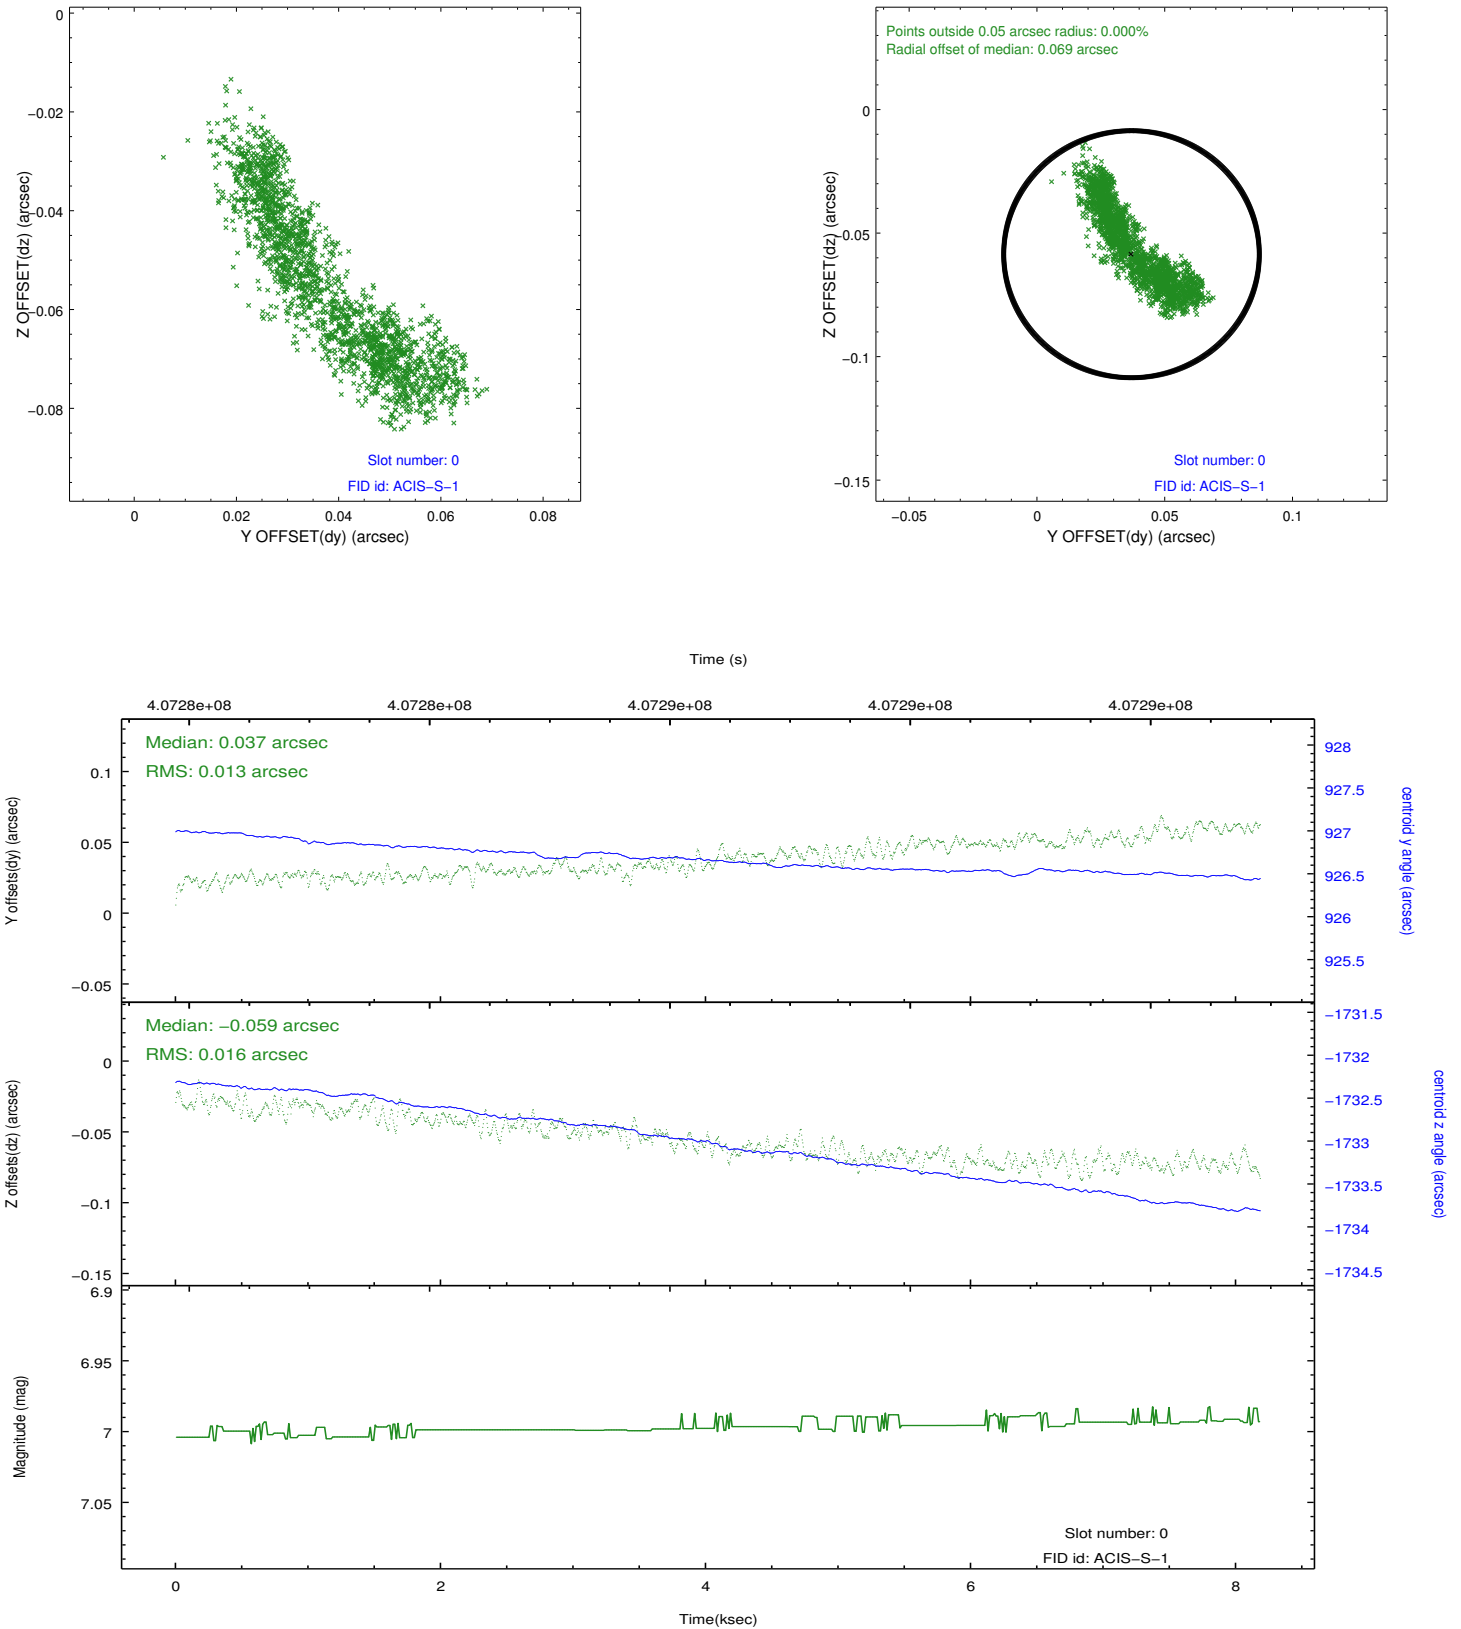 0
−0.02
−0.04
−0.06
−0.08
Z OFFSET(dz) (arcsec)
Slot number: 0
FID id: ACIS−S−1
0 0.02 0.04 0.06 0.08
Y OFFSET(dy) (arcsec)
Points outside 0.05 arcsec radius: 0.000%
Radial offset of median: 0.069 arcsec
0
−0.05
−0.1
−0.15
Z OFFSET(dz) (arcsec)
Slot number: 0
FID id: ACIS−S−1
−0.05 0 0.05 0.1
Y OFFSET(dy) (arcsec)
Time (s)
4.0728e+08 4.0728e+08 4.0729e+08 4.0729e+08 4.0729e+08
Median: 0.037 arcsec
RMS: 0.013 arcsec
0.1
0.05
0
−0.05
Y offsets(dy) (arcsec)
928
927.5
927
926.5
926
925.5
centroid y angle (arcsec)
Median: −0.059 arcsec
RMS: 0.016 arcsec
0
−0.05
−0.1
−0.15
Z offsets(dz) (arcsec)
−1731.5
−1732
−1732.5
−1733
−1733.5
−1734
−1734.5
centroid z angle (arcsec)
6.9
6.95
7
7.05
Magnitude (mag)
Slot number: 0
FID id: ACIS−S−1
0 2 4 6 8
Time(ksec)